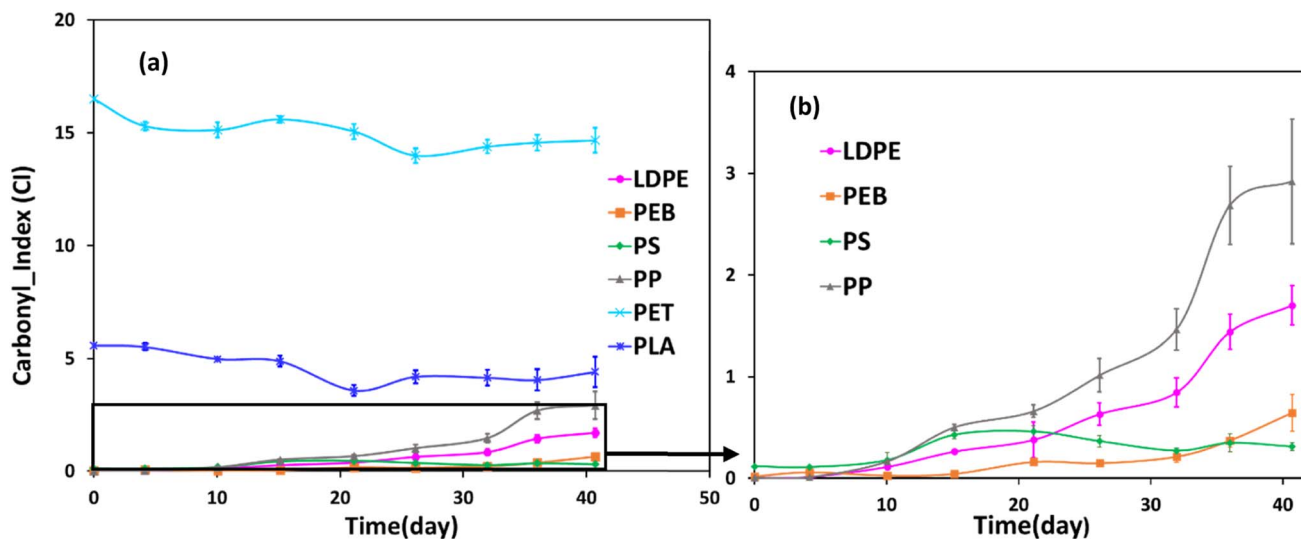 (a)
Carbonyl_Index (CI)
20
15
10
5
0
LDPE
PEB
PS
PP
PET
PLA
0 10 20 30 40 50
Time(day)
(b)
4
3
2
1
0
LDPE
PEB
PS
PP
0 10 20 30 40
Time(day)